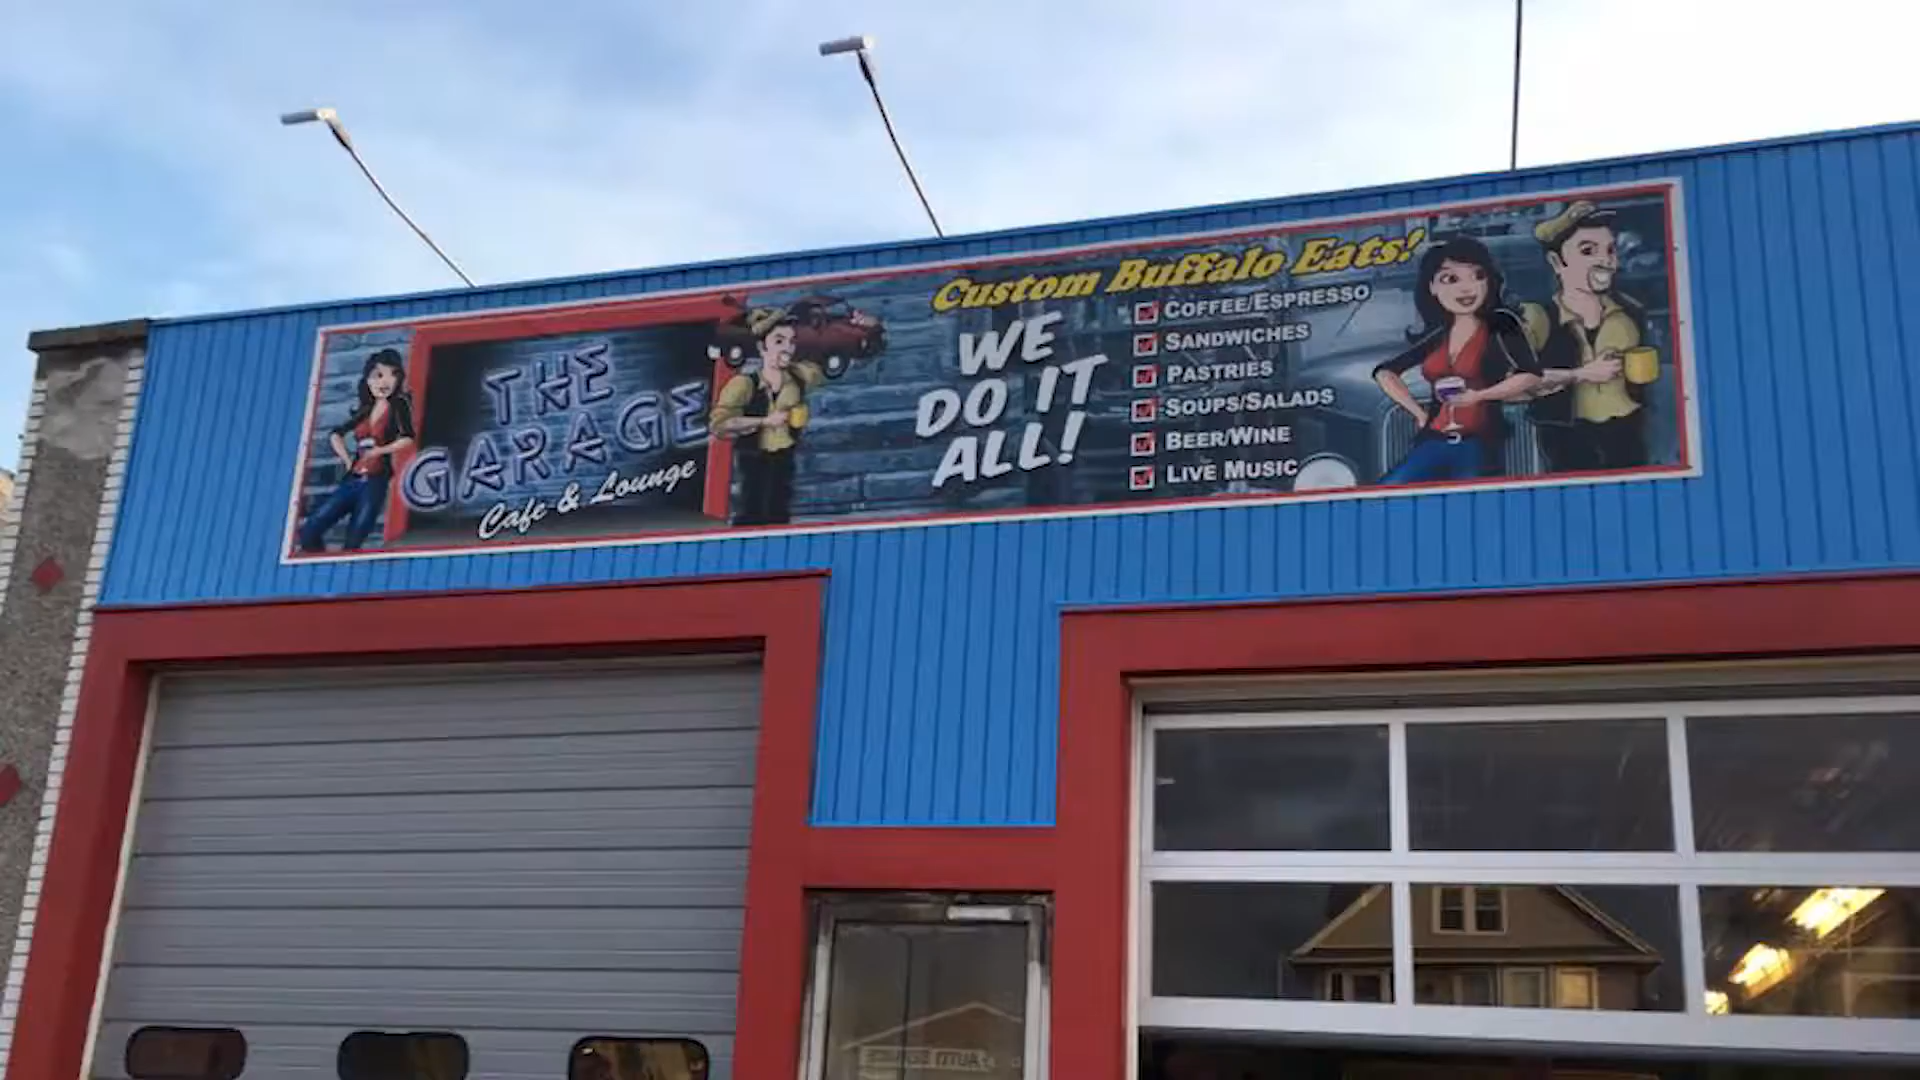 THE
GARAGE
Cafe & Lounge
Custom Buffalo Eats!
WE
DO IT
ALL!
COFFEE/ESPRESSO
SANDWICHES
PASTRIES
SOUPS/SALADS
BEER/WINE
LIVE MUSIC